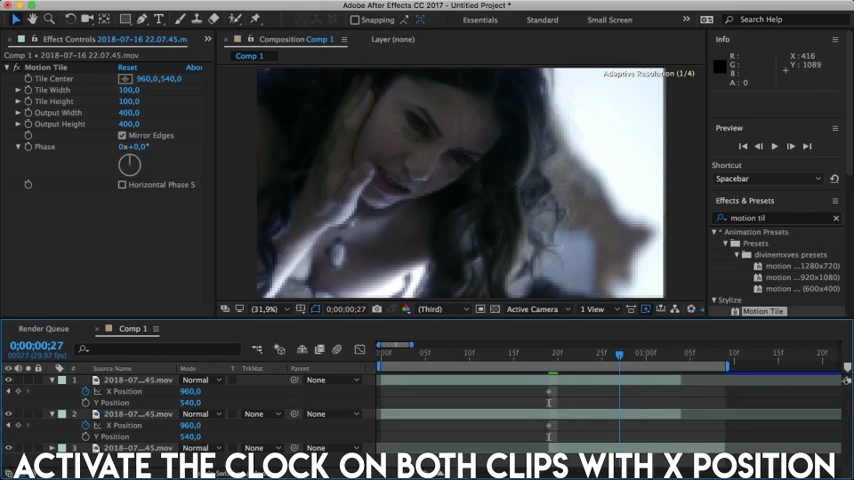 Adobe After Effects CC 2017 - Untitled Project *
Snapping
Essentials
Standard
Small Screen
Search Help
Effect Controls 2018-07-16 22.07.45.m
Composition Comp 1
Layer (none)
Info
Comp 1 • 2018-07-16 22.07.45.mov
Comp 1
fx Motion Tile
Reset
Abou
Tile Center
960,0,540,0
Tile Width
100,0
Tile Height
100,0
Output Width
400,0
Output Height
400,0
Mirror Edges
Phase
0x+0,0°
Horizontal Phase S
Adaptive Resolution (1/4)
R :
G :
B :
A : 0
X : 416
Y : 1089
Preview
Shortcut
Spacebar
Effects & Presets
motion til
* Animation Presets
Presets
divinemxves presets
motion ...1280x720)
motion ...920x1080)
motion ... (600x400)
Stylize
Motion Tile
(31,9%)
0;00;00;27
(Third)
Active Camera
1 View
Render Queue
Comp 1
0;00;00;27
00027 (29.97 fps)
:00f
05f
10f
15f
20f
25f
01:00f
05f
10f
15f
20f
#
Source Name
Mode
T
TrkMat
Parent
1
2018-07...45.mov
Normal
None
X Position
960,0
Y Position
540,0
2
2018-07...45.mov
Normal
None
None
X Position
960,0
Y Position
540,0
3
2018-07...45.mov
Normal
None
None
ACTIVATE THE CLOCK ON BOTH CLIPS WITH X POSITION